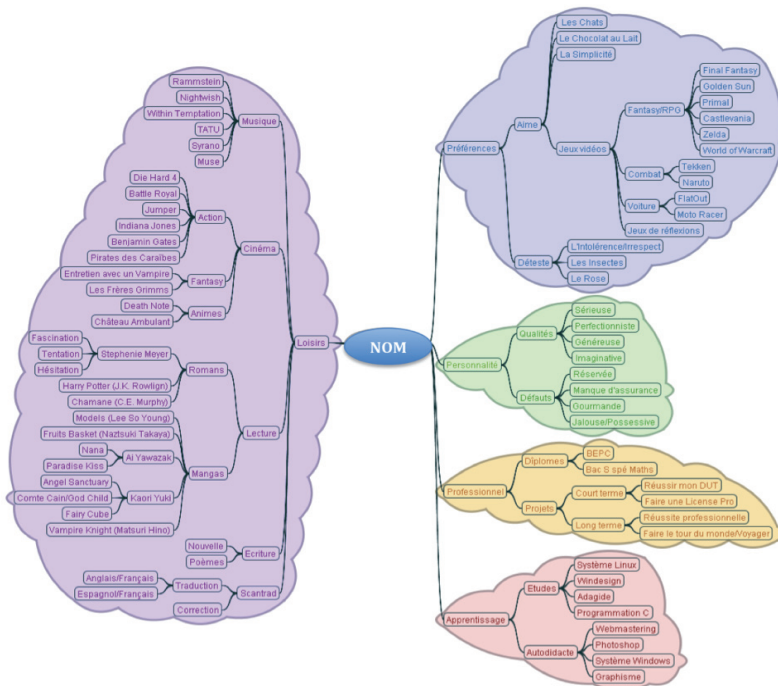 Rammstein
Nightwish
Within Temptation
TATU
Syrano
Muse
Musique
Die Hard 4
Battle Royal
Jumper
Indiana Jones
Benjamin Gates
Pirates des Caraïbes
Action
Cinéma
Entretien avec un Vampire
Les Frères Grimms
Fantasy
Death Note
Château Ambulant
Animes
Loisirs
Fascination
Tentation
Hésitation
Stephenie Meyer
Romans
Harry Potter (J.K. Rowlign)
Chamane (C.E. Murphy)
Lecture
Models (Lee So Young)
Fruits Basket (Naztsuki Takaya)
Nana
Paradise Kiss
Ai Yawazak
Mangas
Angel Sanctuary
Comte Cain/God Child
Fairy Cube
Kaori Yuki
Vampire Knight (Matsuri Hino)
Nouvelle
Poèmes
Ecriture
Anglais/Français
Espagnol/Français
Traduction
Correction
Scantrad
NOM
Préférences
Aime
Les Chats
Le Chocolat au Lait
La Simplicité
Jeux vidéos
Fantasy/RPG
Final Fantasy
Golden Sun
Primal
Castlevania
Zelda
World of Warcraft
Combat
Tekken
Naruto
Voiture
FlatOut
Moto Racer
Jeux de réflexions
Déteste
L'Intolérence/Irrespect
Les Insectes
Le Rose
Personnalité
Qualités
Sérieuse
Perfectionniste
Généreuse
Imaginative
Défauts
Réservée
Manque d'assurance
Gourmande
Jalouse/Possessive
Professionnel
Dîplomes
BEPC
Bac S spé Maths
Projets
Court terme
Réussir mon DUT
Faire une License Pro
Long terme
Réussite professionnelle
Faire le tour du monde/Voyager
Apprentissage
Etudes
Système Linux
Windesign
Adagide
Programmation C
Autodidacte
Webmastering
Photoshop
Système Windows
Graphisme